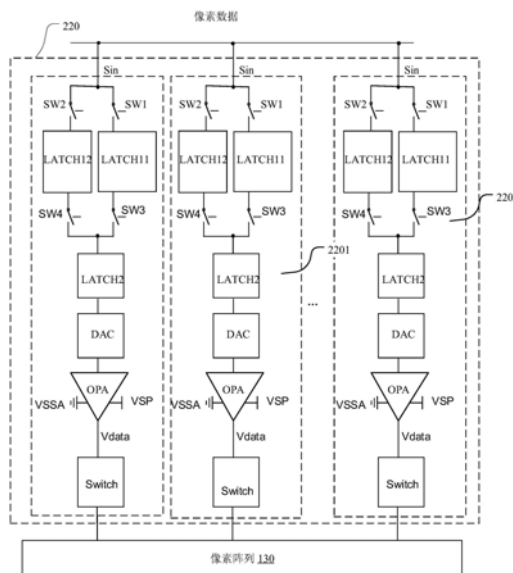 像素数据
220
Sin Sin Sin
SW2 SW1 SW2 SW1 SW2 SW1
LATCH12 LATCH11 LATCH12 LATCH11 LATCH12 LATCH11
SW4 SW3 SW4 SW3 SW4 SW3
220
2201
LATCH2 LATCH2 LATCH2
...
DAC DAC DAC
OPA OPA OPA
VSSA VSP VSSA VSP VSSA VSP
Vdata Vdata Vdata
Switch Switch Switch
像素阵列 130